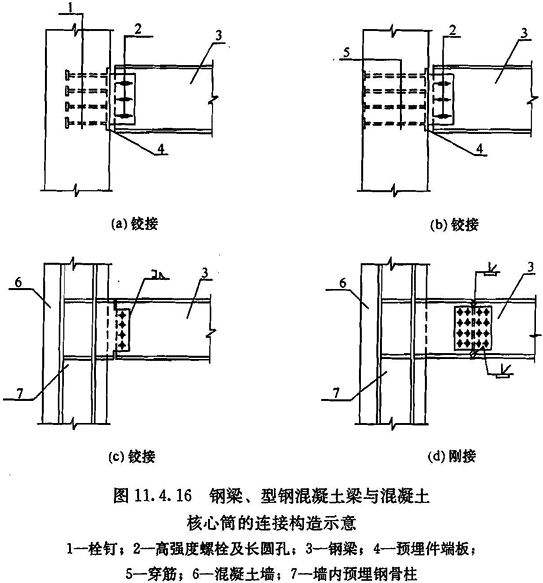 1
2
3
4
(a) 铰接
5
2
3
4
(b) 铰接
6
3
7
(c) 铰接
6
3
7
(d) 刚接
图 11.4.16 钢梁、型钢混凝土梁与混凝土
核心筒的连接构造示意
1—栓钉；2—高强度螺栓及长圆孔；3—钢梁；4—预埋件端板；
5—穿筋；6—混凝土墙；7—墙内预埋钢骨柱